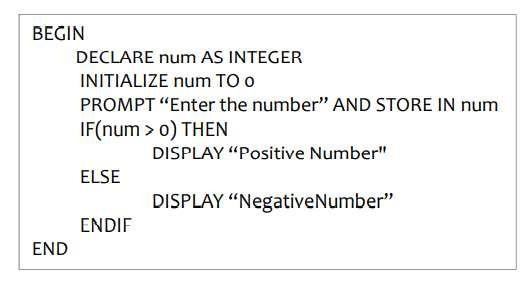 BEGIN
DECLARE num AS INTEGER
INITIALIZE num TO 0
PROMPT “Enter the number” AND STORE IN num
IF(num > 0) THEN
DISPLAY “Positive Number"
ELSE
DISPLAY “NegativeNumber”
ENDIF
END